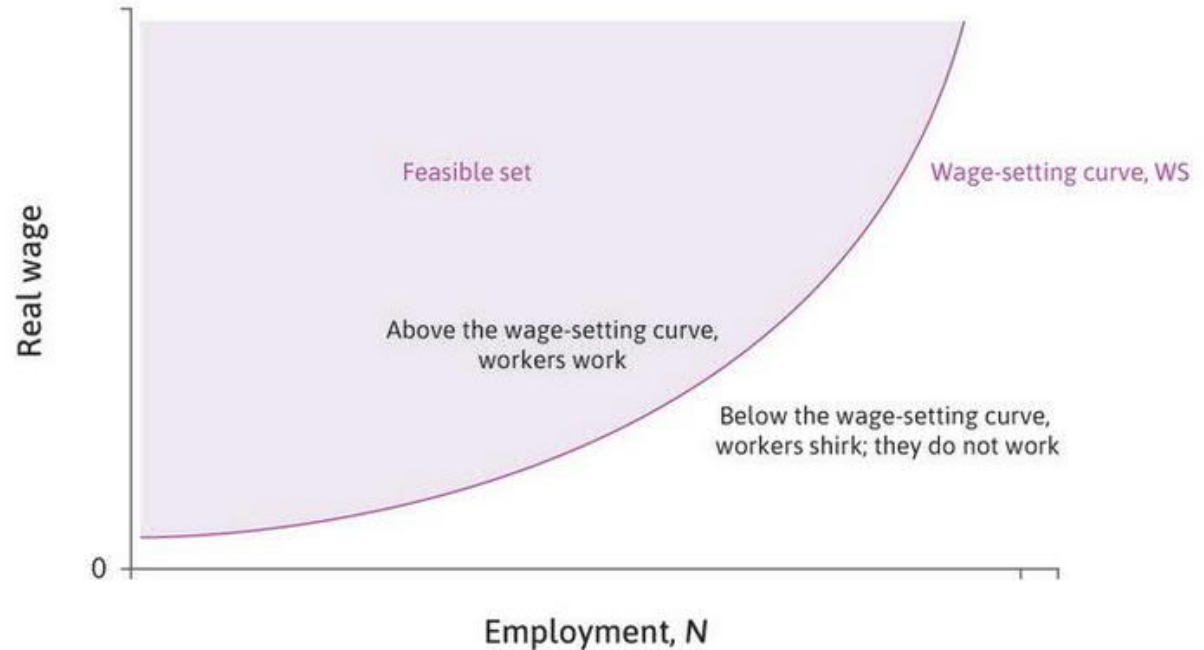 Feasible set
Wage-setting curve, WS
Real wage
Above the wage-setting curve,
workers work
Below the wage-setting curve,
workers shirk; they do not work
0
Employment, N